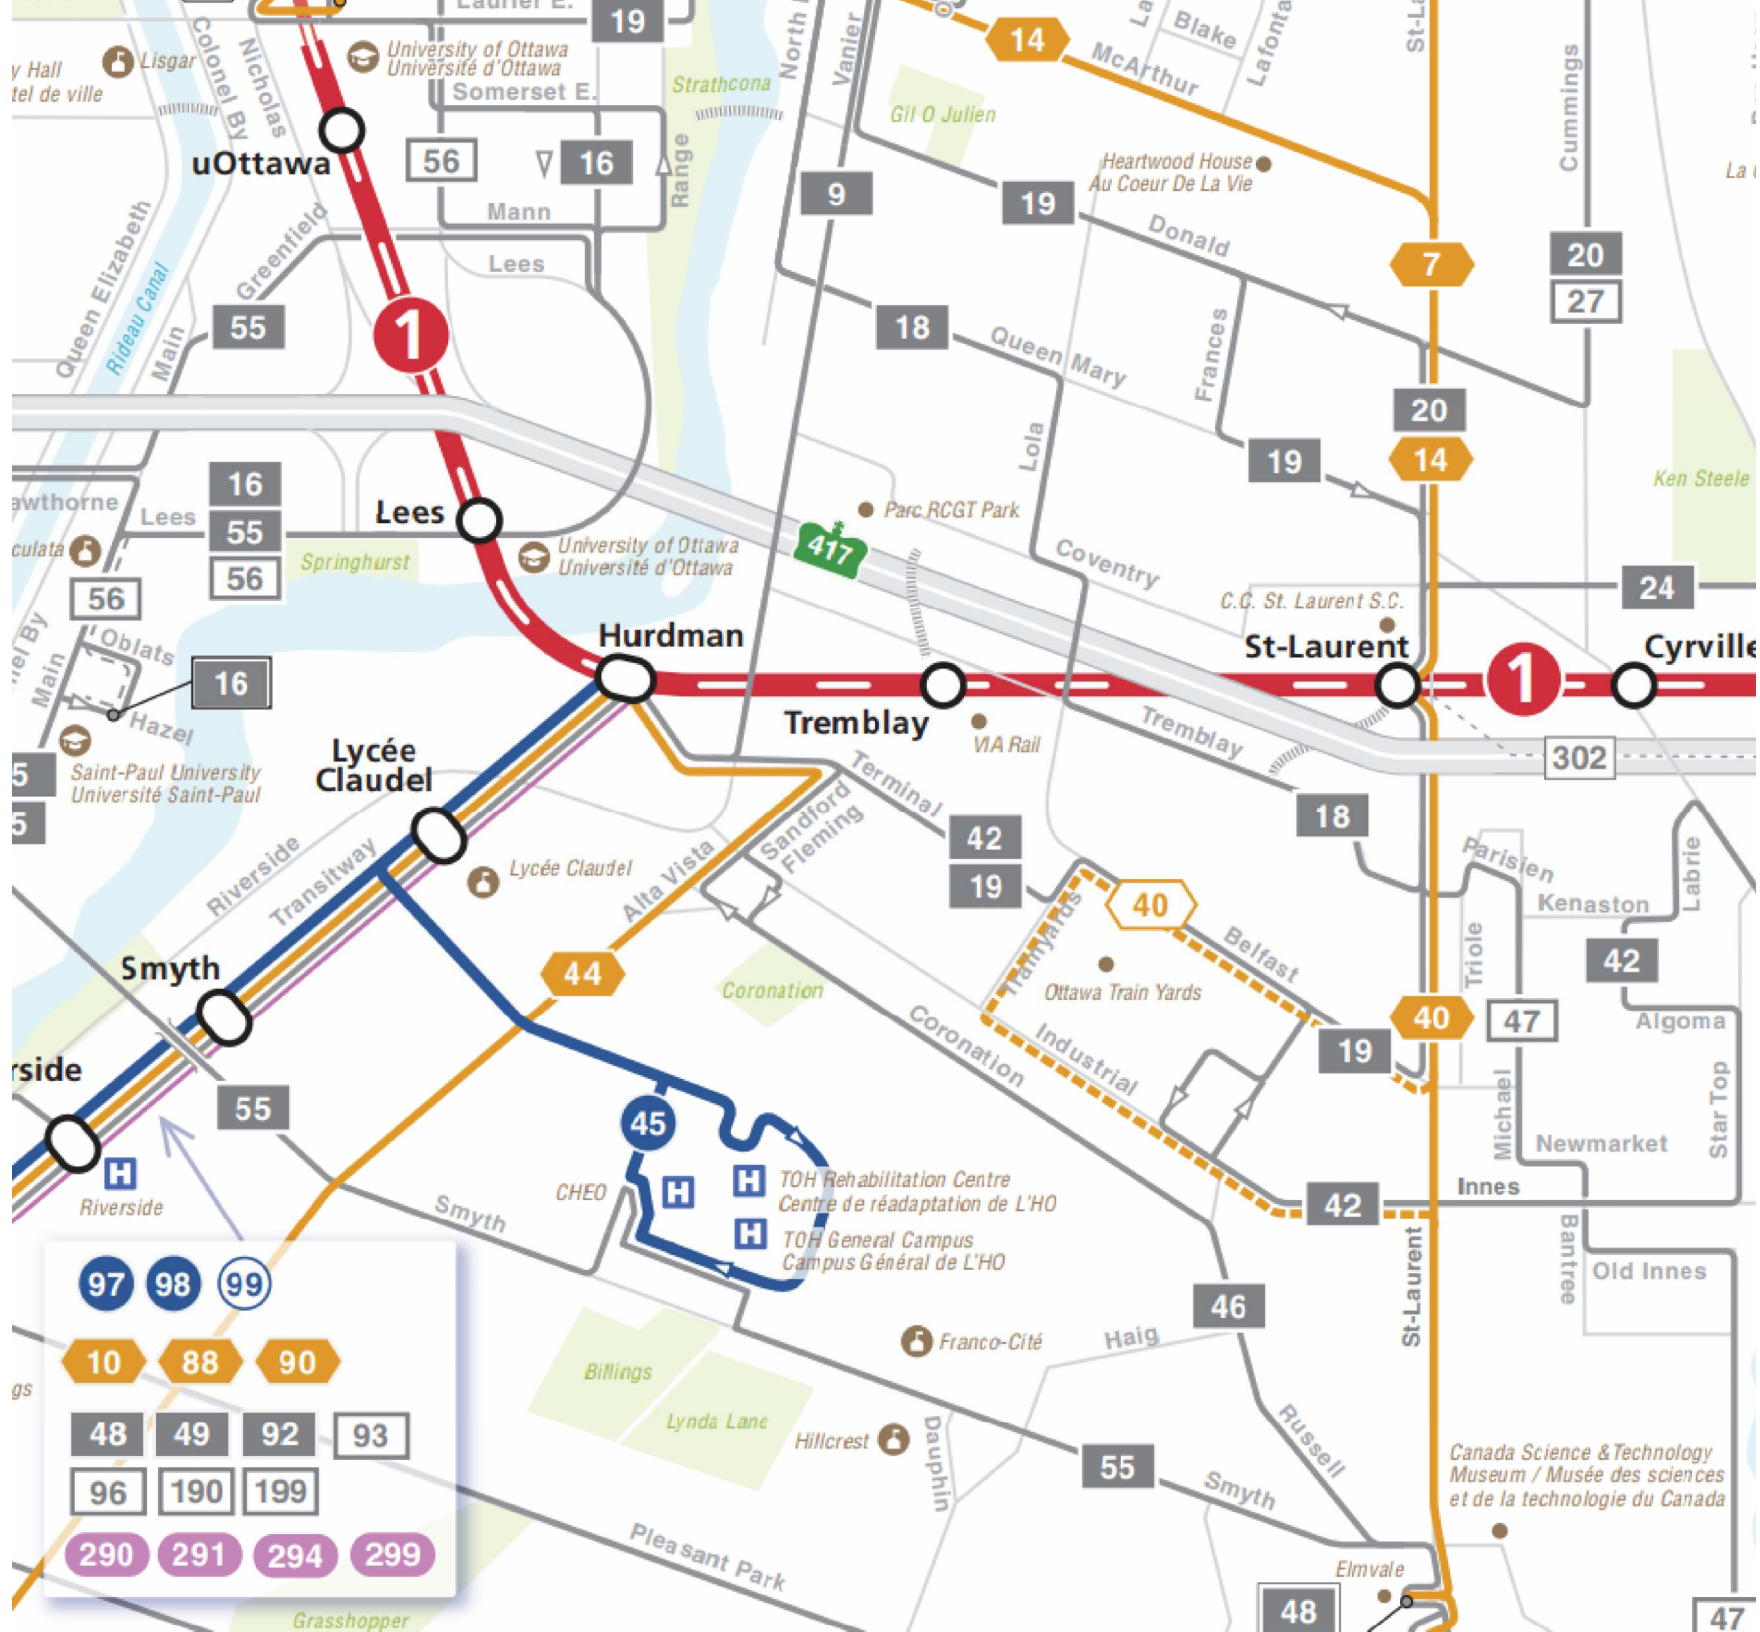 Laurier E.
19
14
Blake
McArthur
Lisgar
Colonel By
Nicholas
University of Ottawa
Université d'Ottawa
Somerset E.
Strathcona
Vanier
Gil O Julien
Cummings
uOttawa
56
16
Range
Mann
9
19
Heartwood House
Au Coeur De La Vie
Donald
7
20
27
Queen Elizabeth
Rideau Canal
Main
Greenfield
Lees
55
1
18
Queen Mary
Frances
20
14
Lola
19
Ken Steele
Lees
16
55
56
Lees
Springhurst
University of Ottawa
Université d'Ottawa
417
Parc RCGT Park
Coventry
C.C. St. Laurent S.C.
24
56
Oblats
Main
Hazel
16
Hurdman
St-Laurent
1
Cyrville
Tremblay
VIA Rail
Tremblay
302
Saint-Paul University
Université Saint-Paul
Lycée
Claudel
Lycée Claudel
Riverside
Transitway
Terminal
Sandford
Fleming
Alta Vista
42
19
18
Parisien
Kenaston
Labrie
42
Algoma
40
Belfast
Trainyards
Ottawa Train Yards
Triole
Smyth
44
Coronation
Coronation
Industrial
40
47
19
Michael
Newmarket
Star Top
55
45
H
Riverside
CHEO
H
H
TOH Rehabilitation Centre
Centre de réadaptation de L'HO
H
TOH General Campus
Campus Général de L'HO
Smyth
42
Innes
Bantree
Old Innes
St-Laurent
46
97 98 99
10 88 90
48 49 92 93
96 190 199
290 291 294 299
Billings
Lynda Lane
Franco-Cité
Haig
Hillcrest
Dauphin
55
Smyth
Russell
Canada Science & Technology
Museum / Musée des sciences
et de la technologie du Canada
Pleasant Park
Grasshopper
Elmvale
48
47